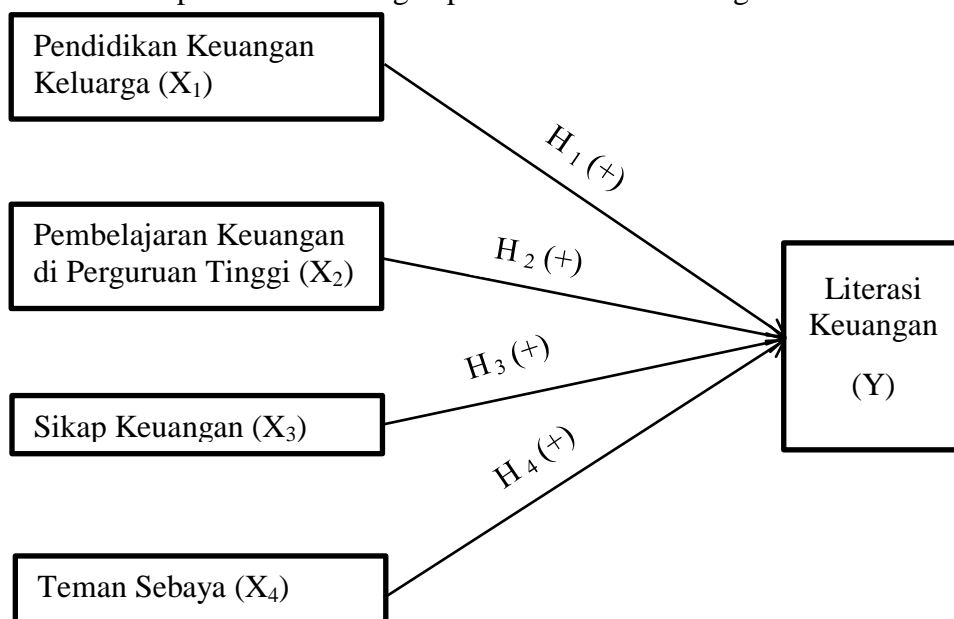 Pendidikan Keuangan
Keluarga (X₁)
H₁ (+)
Pembelajaran Keuangan
di Perguruan Tinggi (X₂)
H₂ (+)
Literasi
Keuangan
(Y)
H₃ (+)
Sikap Keuangan (X₃)
H₄ (+)
Teman Sebaya (X₄)